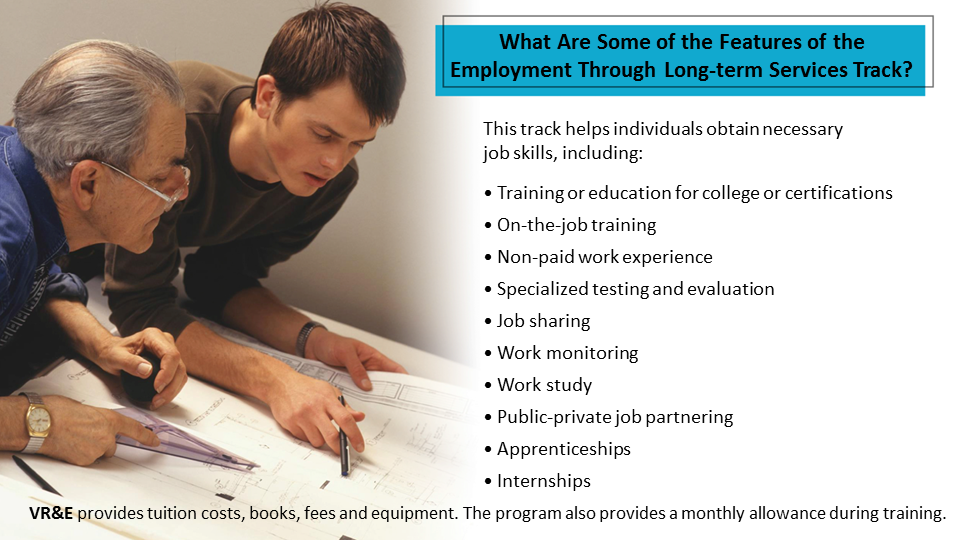 What Are Some of the Features of the
Employment Through Long-term Services Track?
This track helps individuals obtain necessary
job skills, including:
• Training or education for college or certifications
• On-the-job training
• Non-paid work experience
• Specialized testing and evaluation
• Job sharing
• Work monitoring
• Work study
• Public-private job partnering
• Apprenticeships
• Internships
VR&E provides tuition costs, books, fees and equipment. The program also provides a monthly allowance during training.